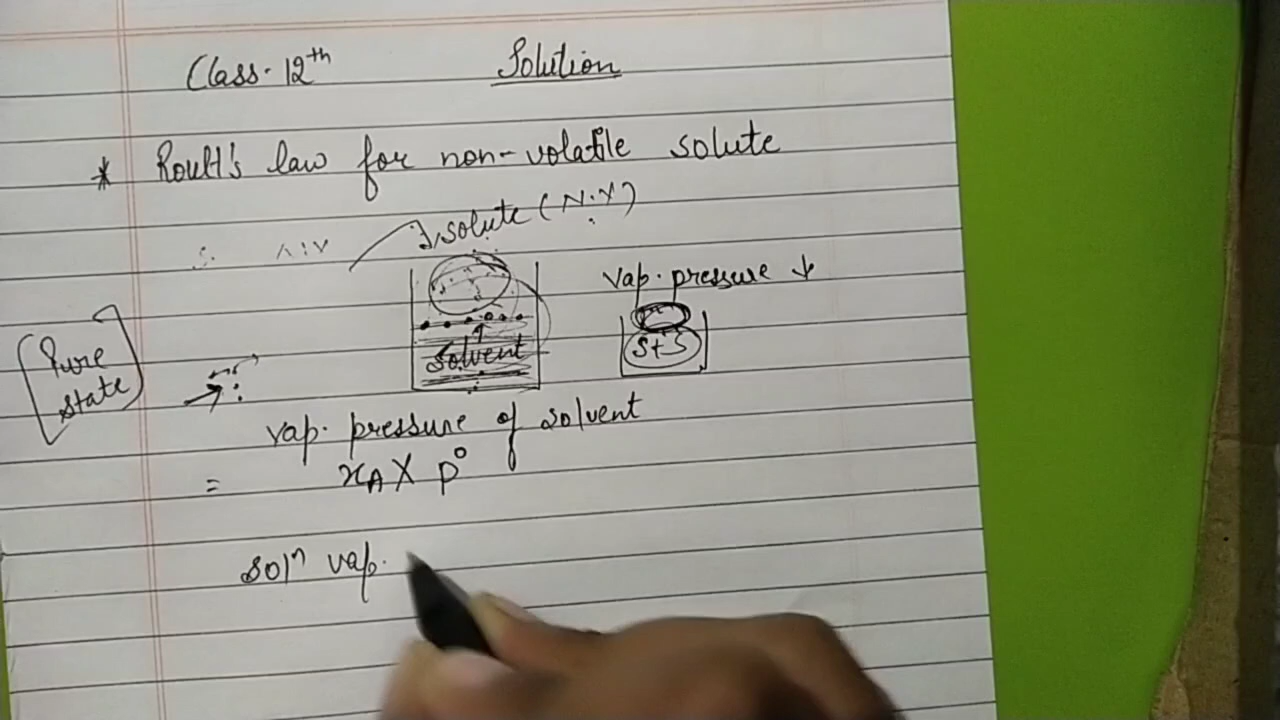 Class. 12th
Solution
* Roult's law for non-volatile solute
solute (N.V)
Vap. pressure ↓
solvent
S+S
[Pure state]
vap. pressure of solvent
= xA X p°
solⁿ vap.